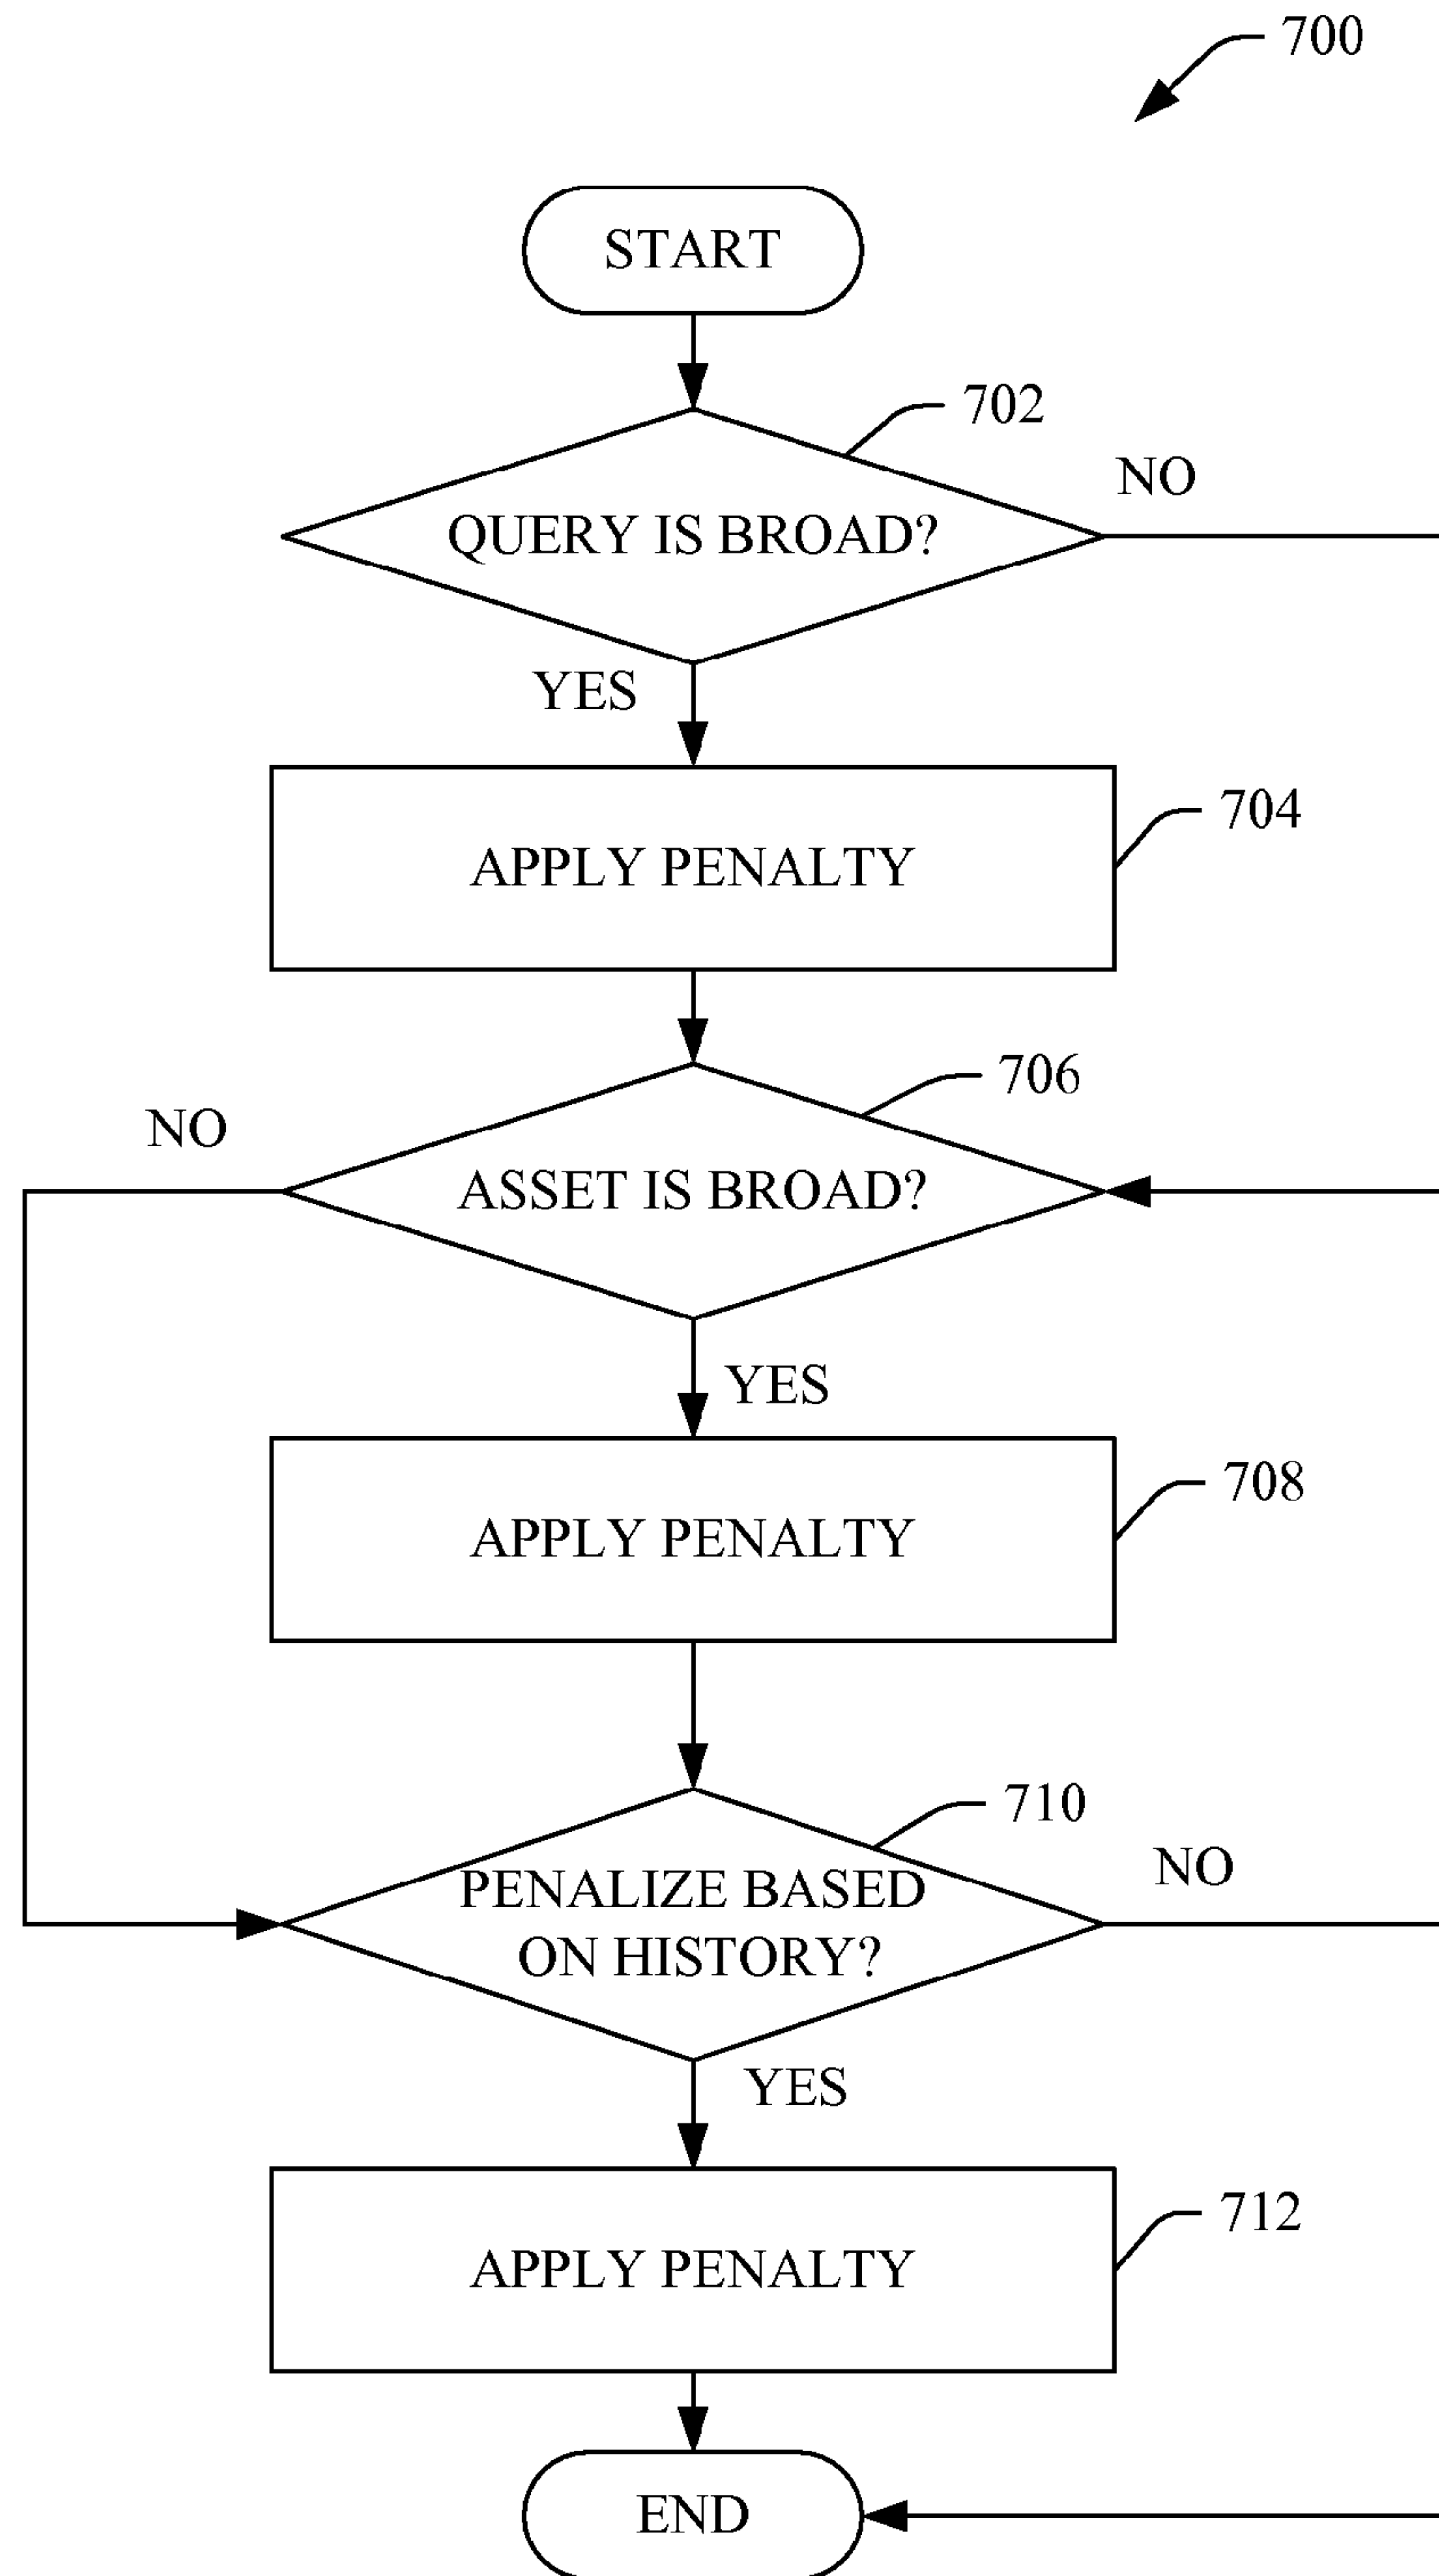 700
START
702
NO
QUERY IS BROAD?
YES
704
APPLY PENALTY
706
NO
ASSET IS BROAD?
YES
708
APPLY PENALTY
710
NO
PENALIZE BASED
ON HISTORY?
YES
712
APPLY PENALTY
END